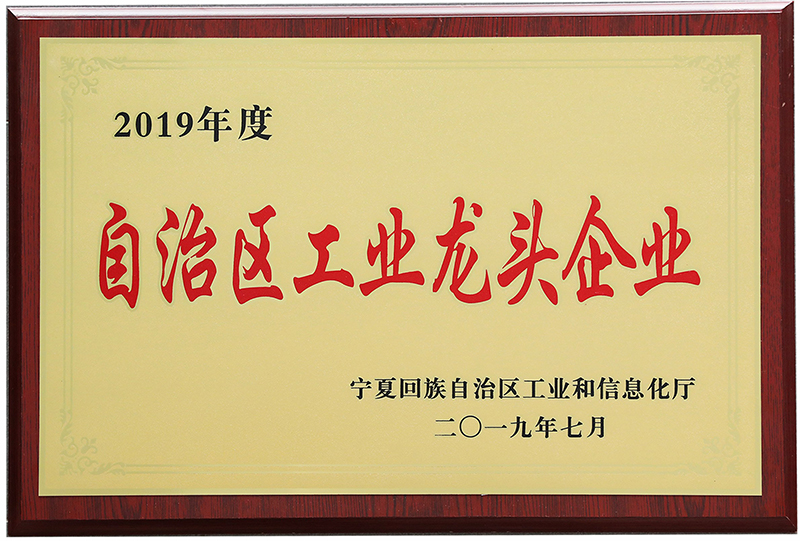 2019年度
自治区工业龙头企业
宁夏回族自治区工业和信息化厅
二〇一九年七月